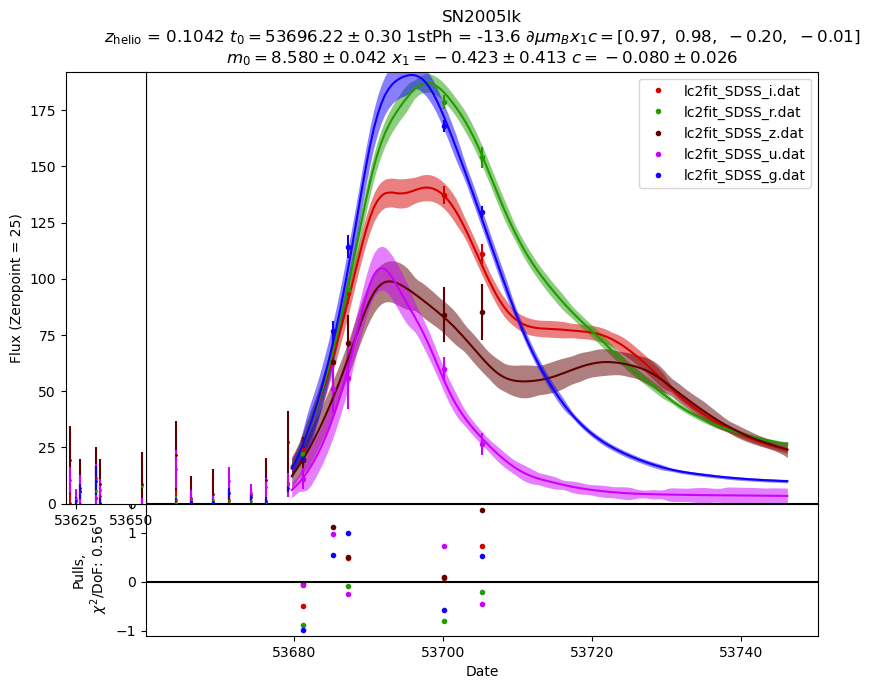 SN2005lk
z_helio = 0.1042 t_0 = 53696.22 ± 0.30 1stPh = -13.6 ∂μm_Bx_1c = [0.97, 0.98, −0.20, −0.01]
m_0 = 8.580 ± 0.042 x_1 = −0.423 ± 0.413 c = −0.080 ± 0.026
lc2fit_SDSS_i.dat
lc2fit_SDSS_r.dat
lc2fit_SDSS_z.dat
lc2fit_SDSS_u.dat
lc2fit_SDSS_g.dat
Flux (Zeropoint = 25)
175
150
125
100
75
50
25
0
53625
53650
Pulls,
χ²/DoF: 0.56
1
0
−1
53680
53700
53720
53740
Date